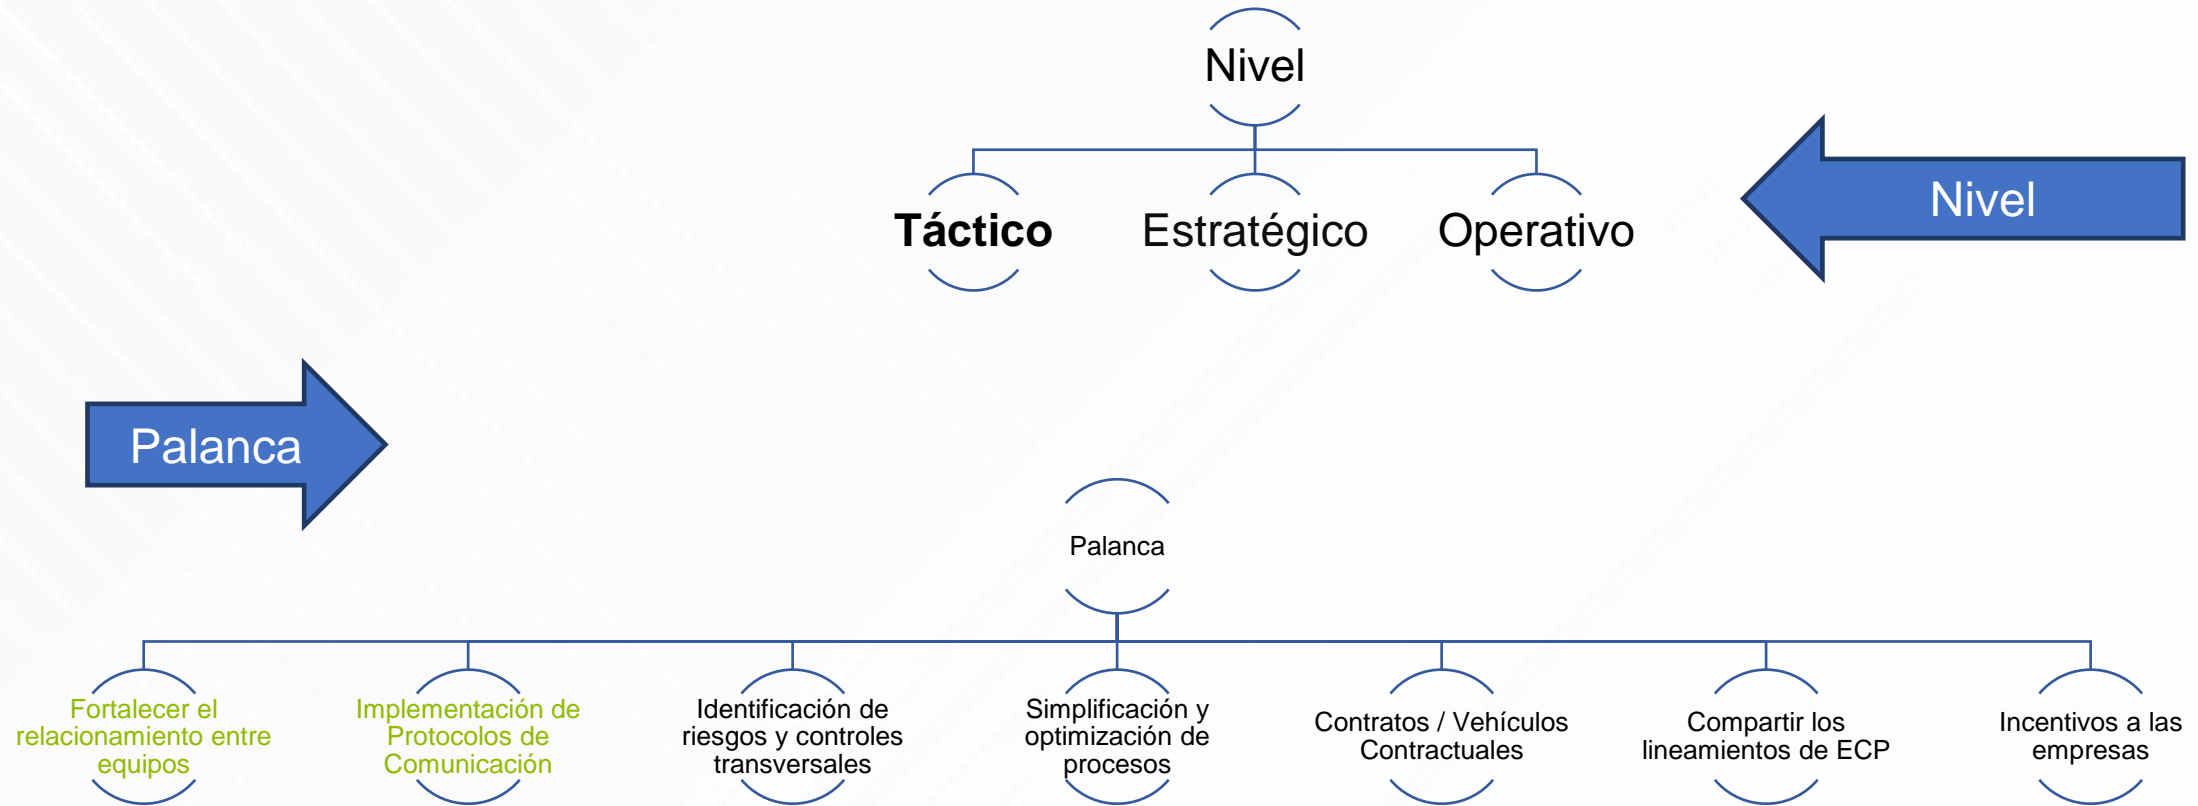 Nivel
Táctico
Estratégico
Operativo
Nivel
Palanca
Palanca
Fortalecer el
relacionamiento entre
equipos
Implementación de
Protocolos de
Comunicación
Identificación de
riesgos y controles
transversales
Simplificación y
optimización de
procesos
Contratos / Vehículos
Contractuales
Compartir los
lineamientos de ECP
Incentivos a las
empresas